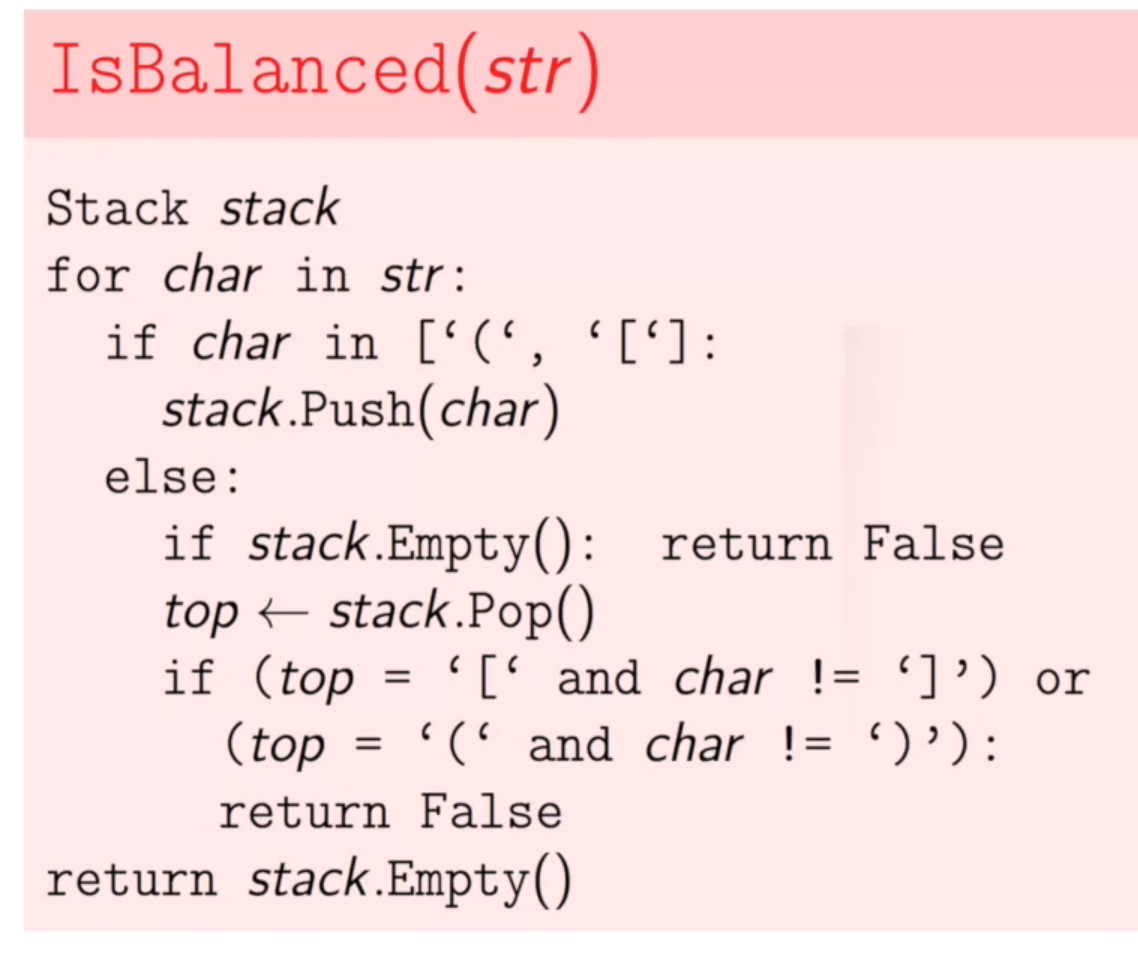 IsBalanced(str)
Stack stack
for char in str:
if char in [‘(‘, ‘[‘]:
stack.Push(char)
else:
if stack.Empty(): return False
top ← stack.Pop()
if (top = ‘[‘ and char != ‘]’) or
(top = ‘(‘ and char != ‘)’):
return False
return stack.Empty()